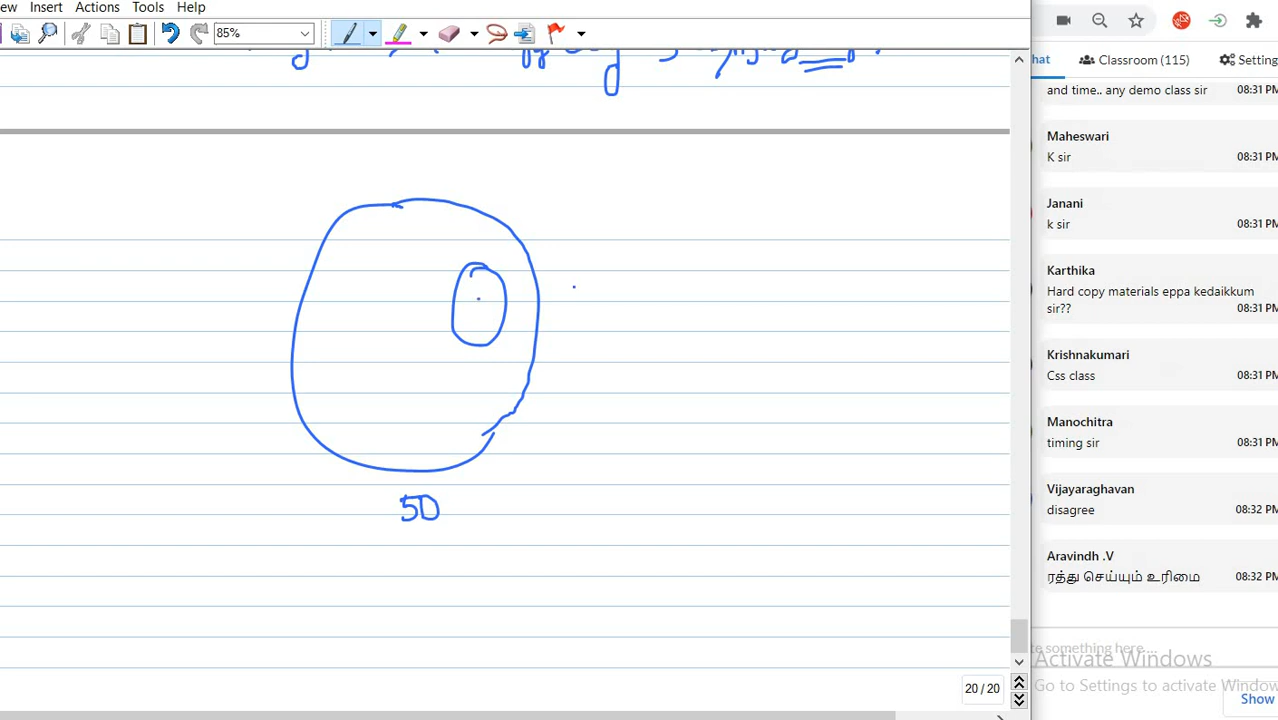 ew Insert Actions Tools Help
85%
50
20 / 20
hat Classroom (115) Setting
and time.. any demo class sir 08:31 PM
Maheswari
K sir 08:31 PM
Janani
k sir 08:31 PM
Karthika
Hard copy materials eppa kedaikkum
sir?? 08:31 PM
Krishnakumari
Css class 08:31 PM
Manochitra
timing sir 08:31 PM
Vijayaraghavan
disagree 08:32 PM
Aravindh .V
ரத்து செய்யும் உரிமை 08:32 PM
te something here....
Activate Windows
Go to Settings to activate Window
Show